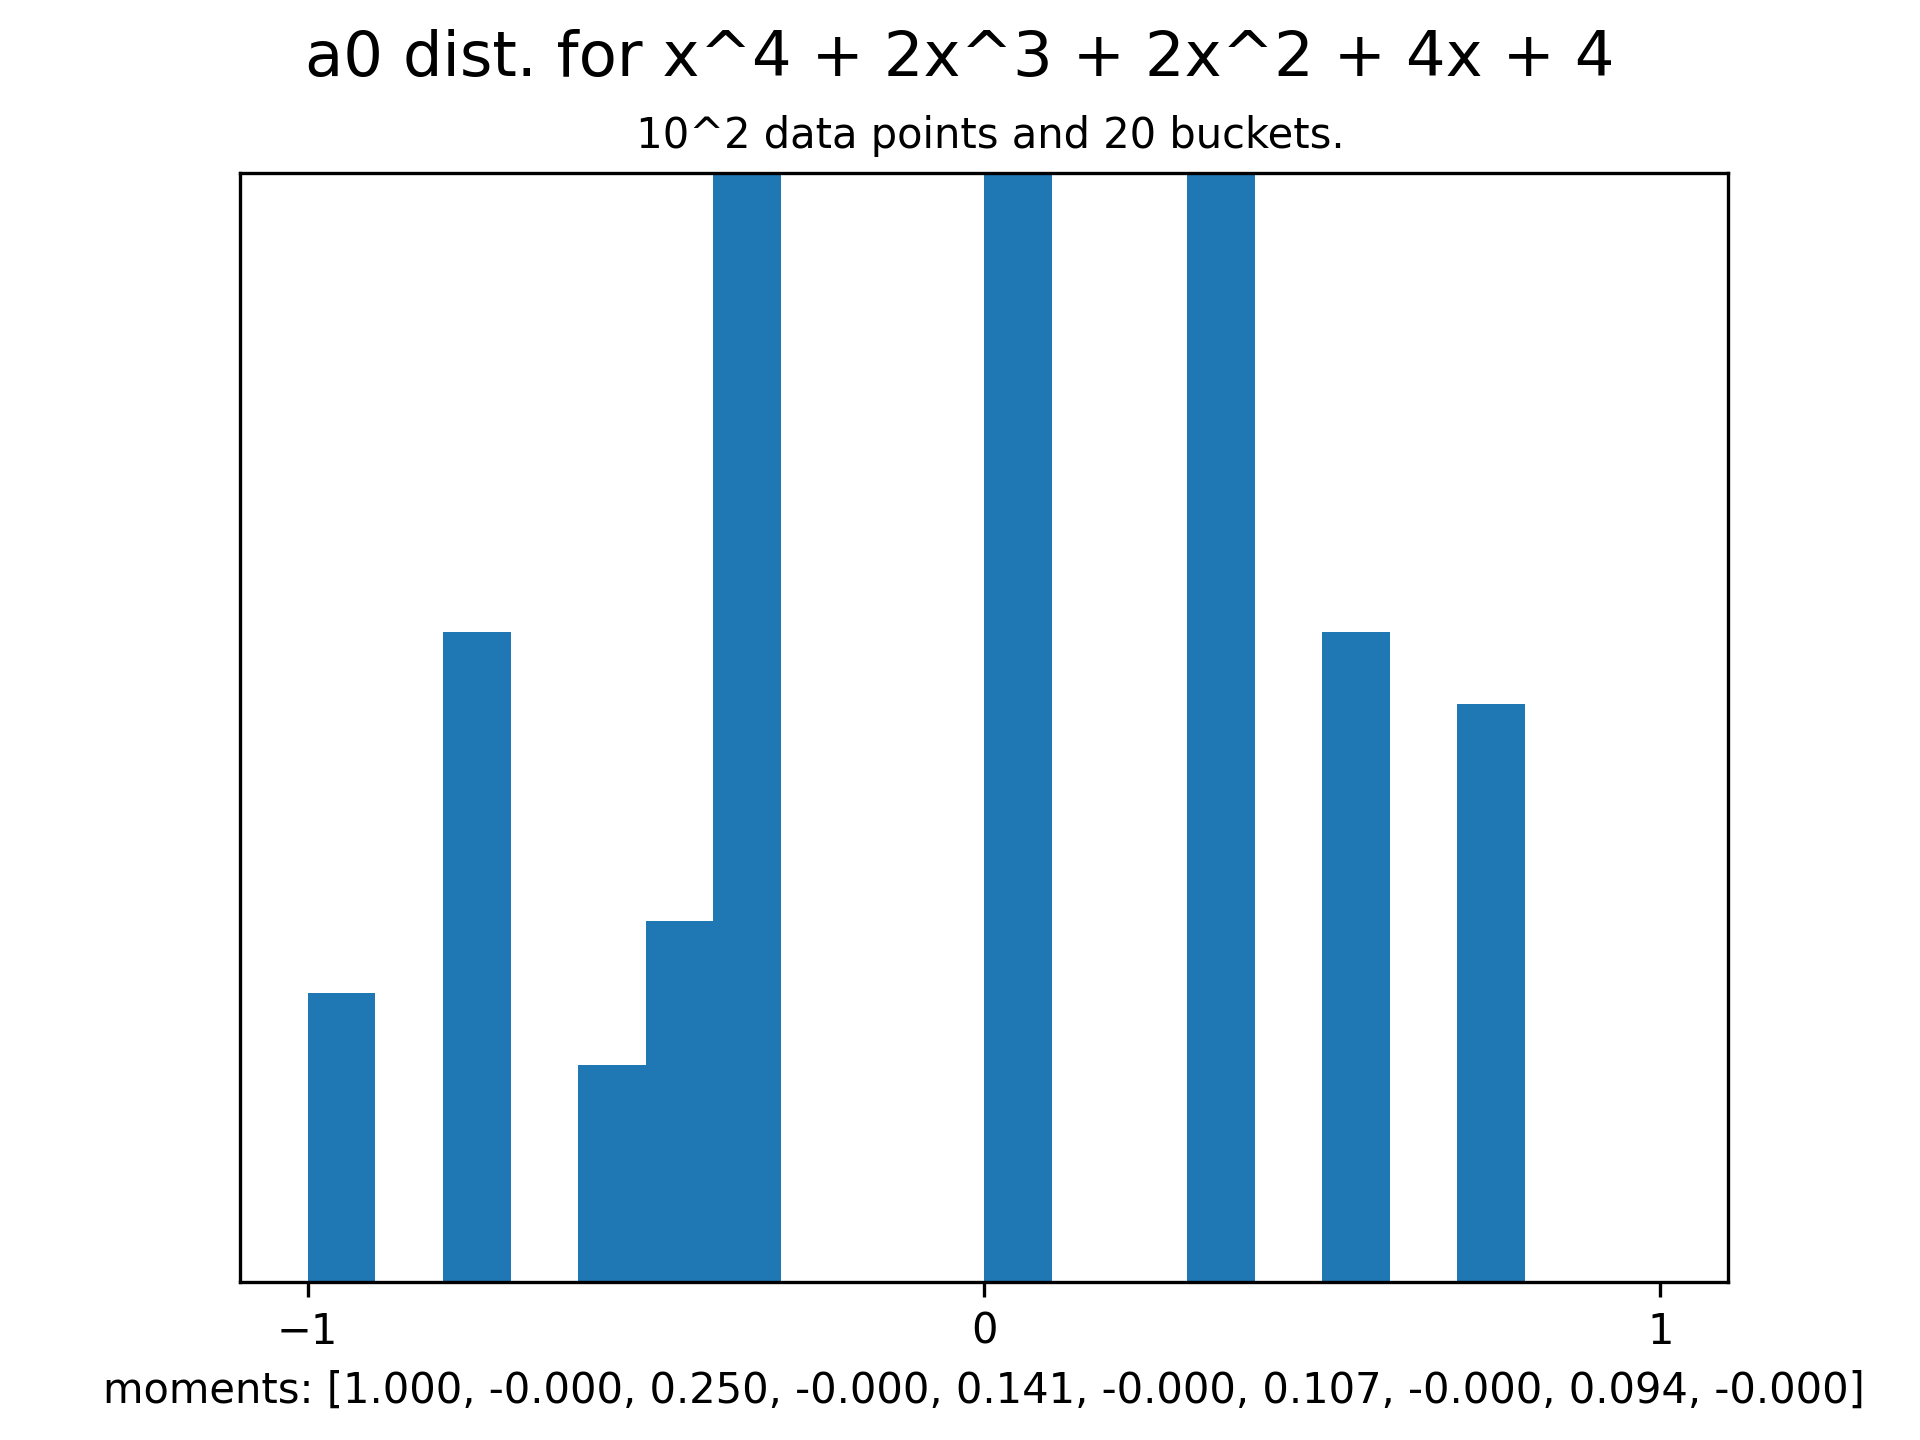 a0 dist. for x^4 + 2x^3 + 2x^2 + 4x + 4
10^2 data points and 20 buckets.
−1 0 1
moments: [1.000, -0.000, 0.250, -0.000, 0.141, -0.000, 0.107, -0.000, 0.094, -0.000]